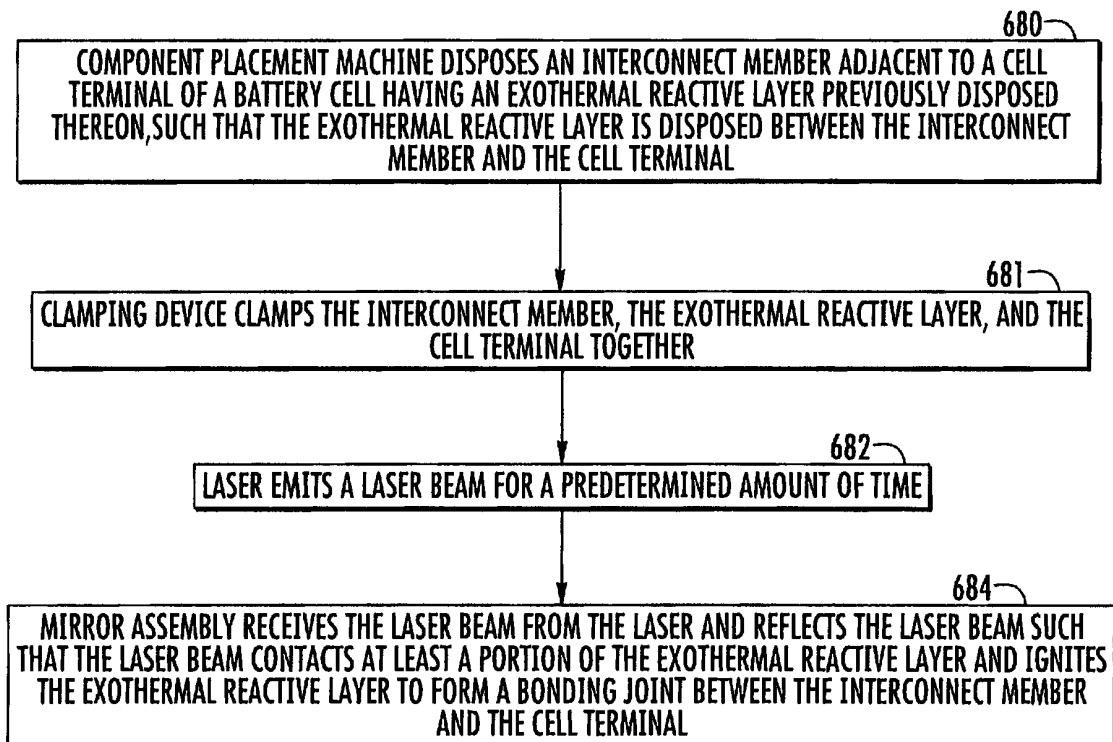 680
COMPONENT PLACEMENT MACHINE DISPOSES AN INTERCONNECT MEMBER ADJACENT TO A CELL
TERMINAL OF A BATTERY CELL HAVING AN EXOTHERMAL REACTIVE LAYER PREVIOUSLY DISPOSED
THEREON,SUCH THAT THE EXOTHERMAL REACTIVE LAYER IS DISPOSED BETWEEN THE INTERCONNECT
MEMBER AND THE CELL TERMINAL
681
CLAMPING DEVICE CLAMPS THE INTERCONNECT MEMBER, THE EXOTHERMAL REACTIVE LAYER, AND THE
CELL TERMINAL TOGETHER
682
LASER EMITS A LASER BEAM FOR A PREDETERMINED AMOUNT OF TIME
684
MIRROR ASSEMBLY RECEIVES THE LASER BEAM FROM THE LASER AND REFLECTS THE LASER BEAM SUCH
THAT THE LASER BEAM CONTACTS AT LEAST A PORTION OF THE EXOTHERMAL REACTIVE LAYER AND IGNITES
THE EXOTHERMAL REACTIVE LAYER TO FORM A BONDING JOINT BETWEEN THE INTERCONNECT MEMBER
AND THE CELL TERMINAL